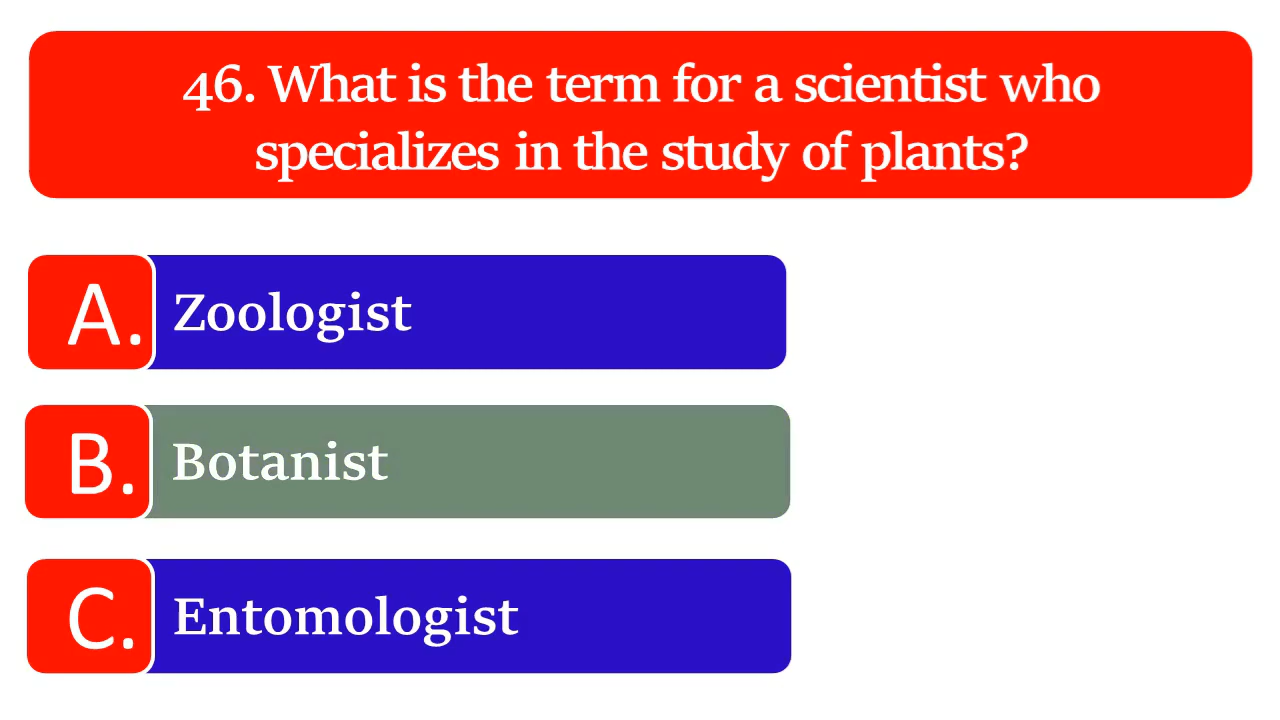 46. What is the term for a scientist who
specializes in the study of plants?
A. Zoologist
B. Botanist
C. Entomologist